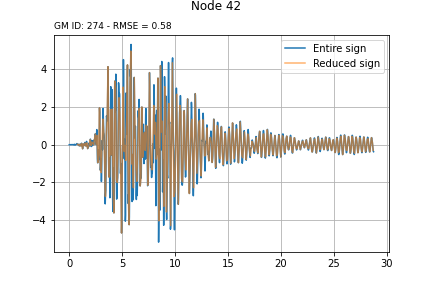 Node 42
GM ID: 274 - RMSE = 0.58
Entire sign
Reduced sign
4
2
0
−2
−4
0 5 10 15 20 25 30